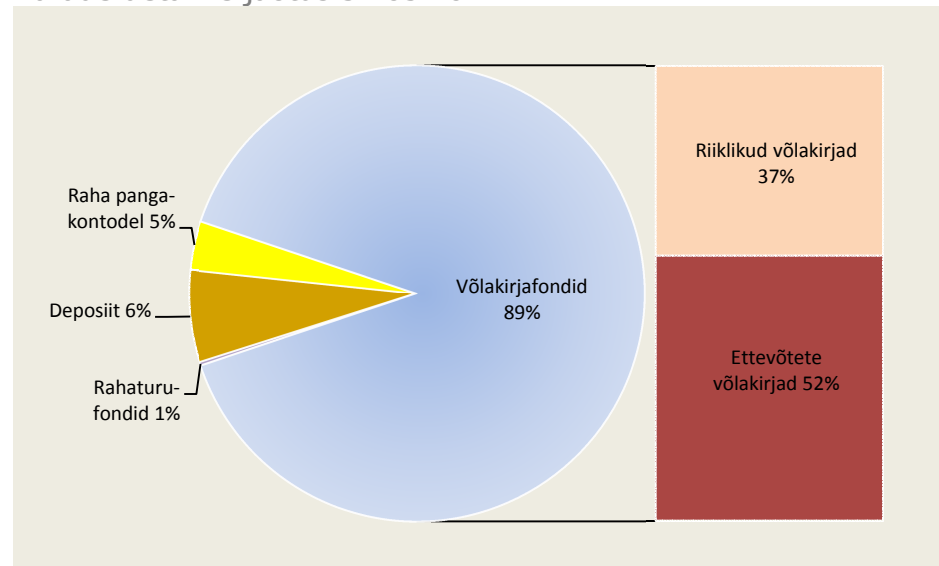 Raha panga-
kontodel 5%
Deposiit 6%
Rahaturu-
fondid 1%
Võlakirjafondid
89%
Riiklikud võlakirjad
37%
Ettevõtete
võlakirjad 52%